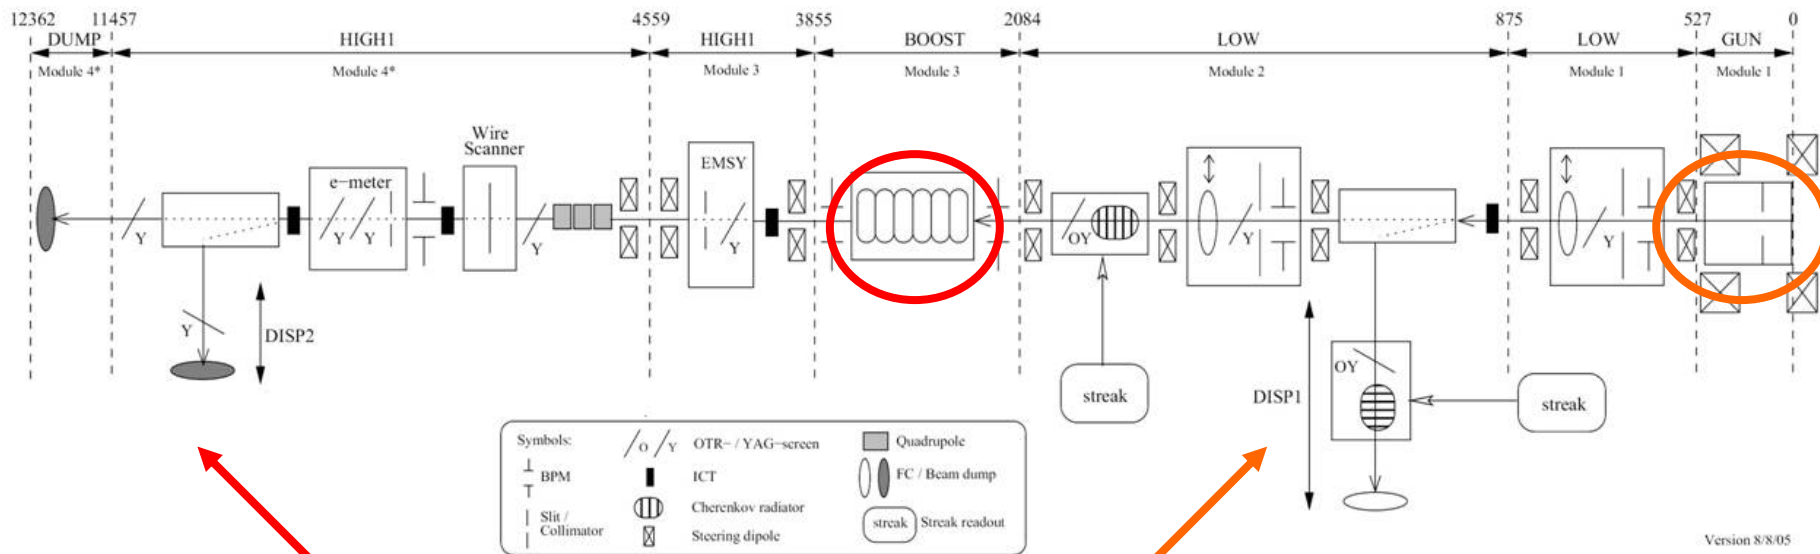 12362 11457 4559 3855 2084 875 527 0
DUMP HIGH1 HIGH1 BOOST LOW LOW GUN
Module 4* Module 4* Module 3 Module 3 Module 2 Module 1 Module 1
Wire
Scanner
e-meter
EMSY
Y Y Y Y Y OY Y Y
Y
DISP2
OY
streak
DISP1
streak
Symbols:
O Y OTR- / YAG-screen
Quadrupole
BPM
ICT
FC / Beam dump
Slit /
Collimator
Cherenkov radiator
streak Streak readout
Steering dipole
Version 8/8/05